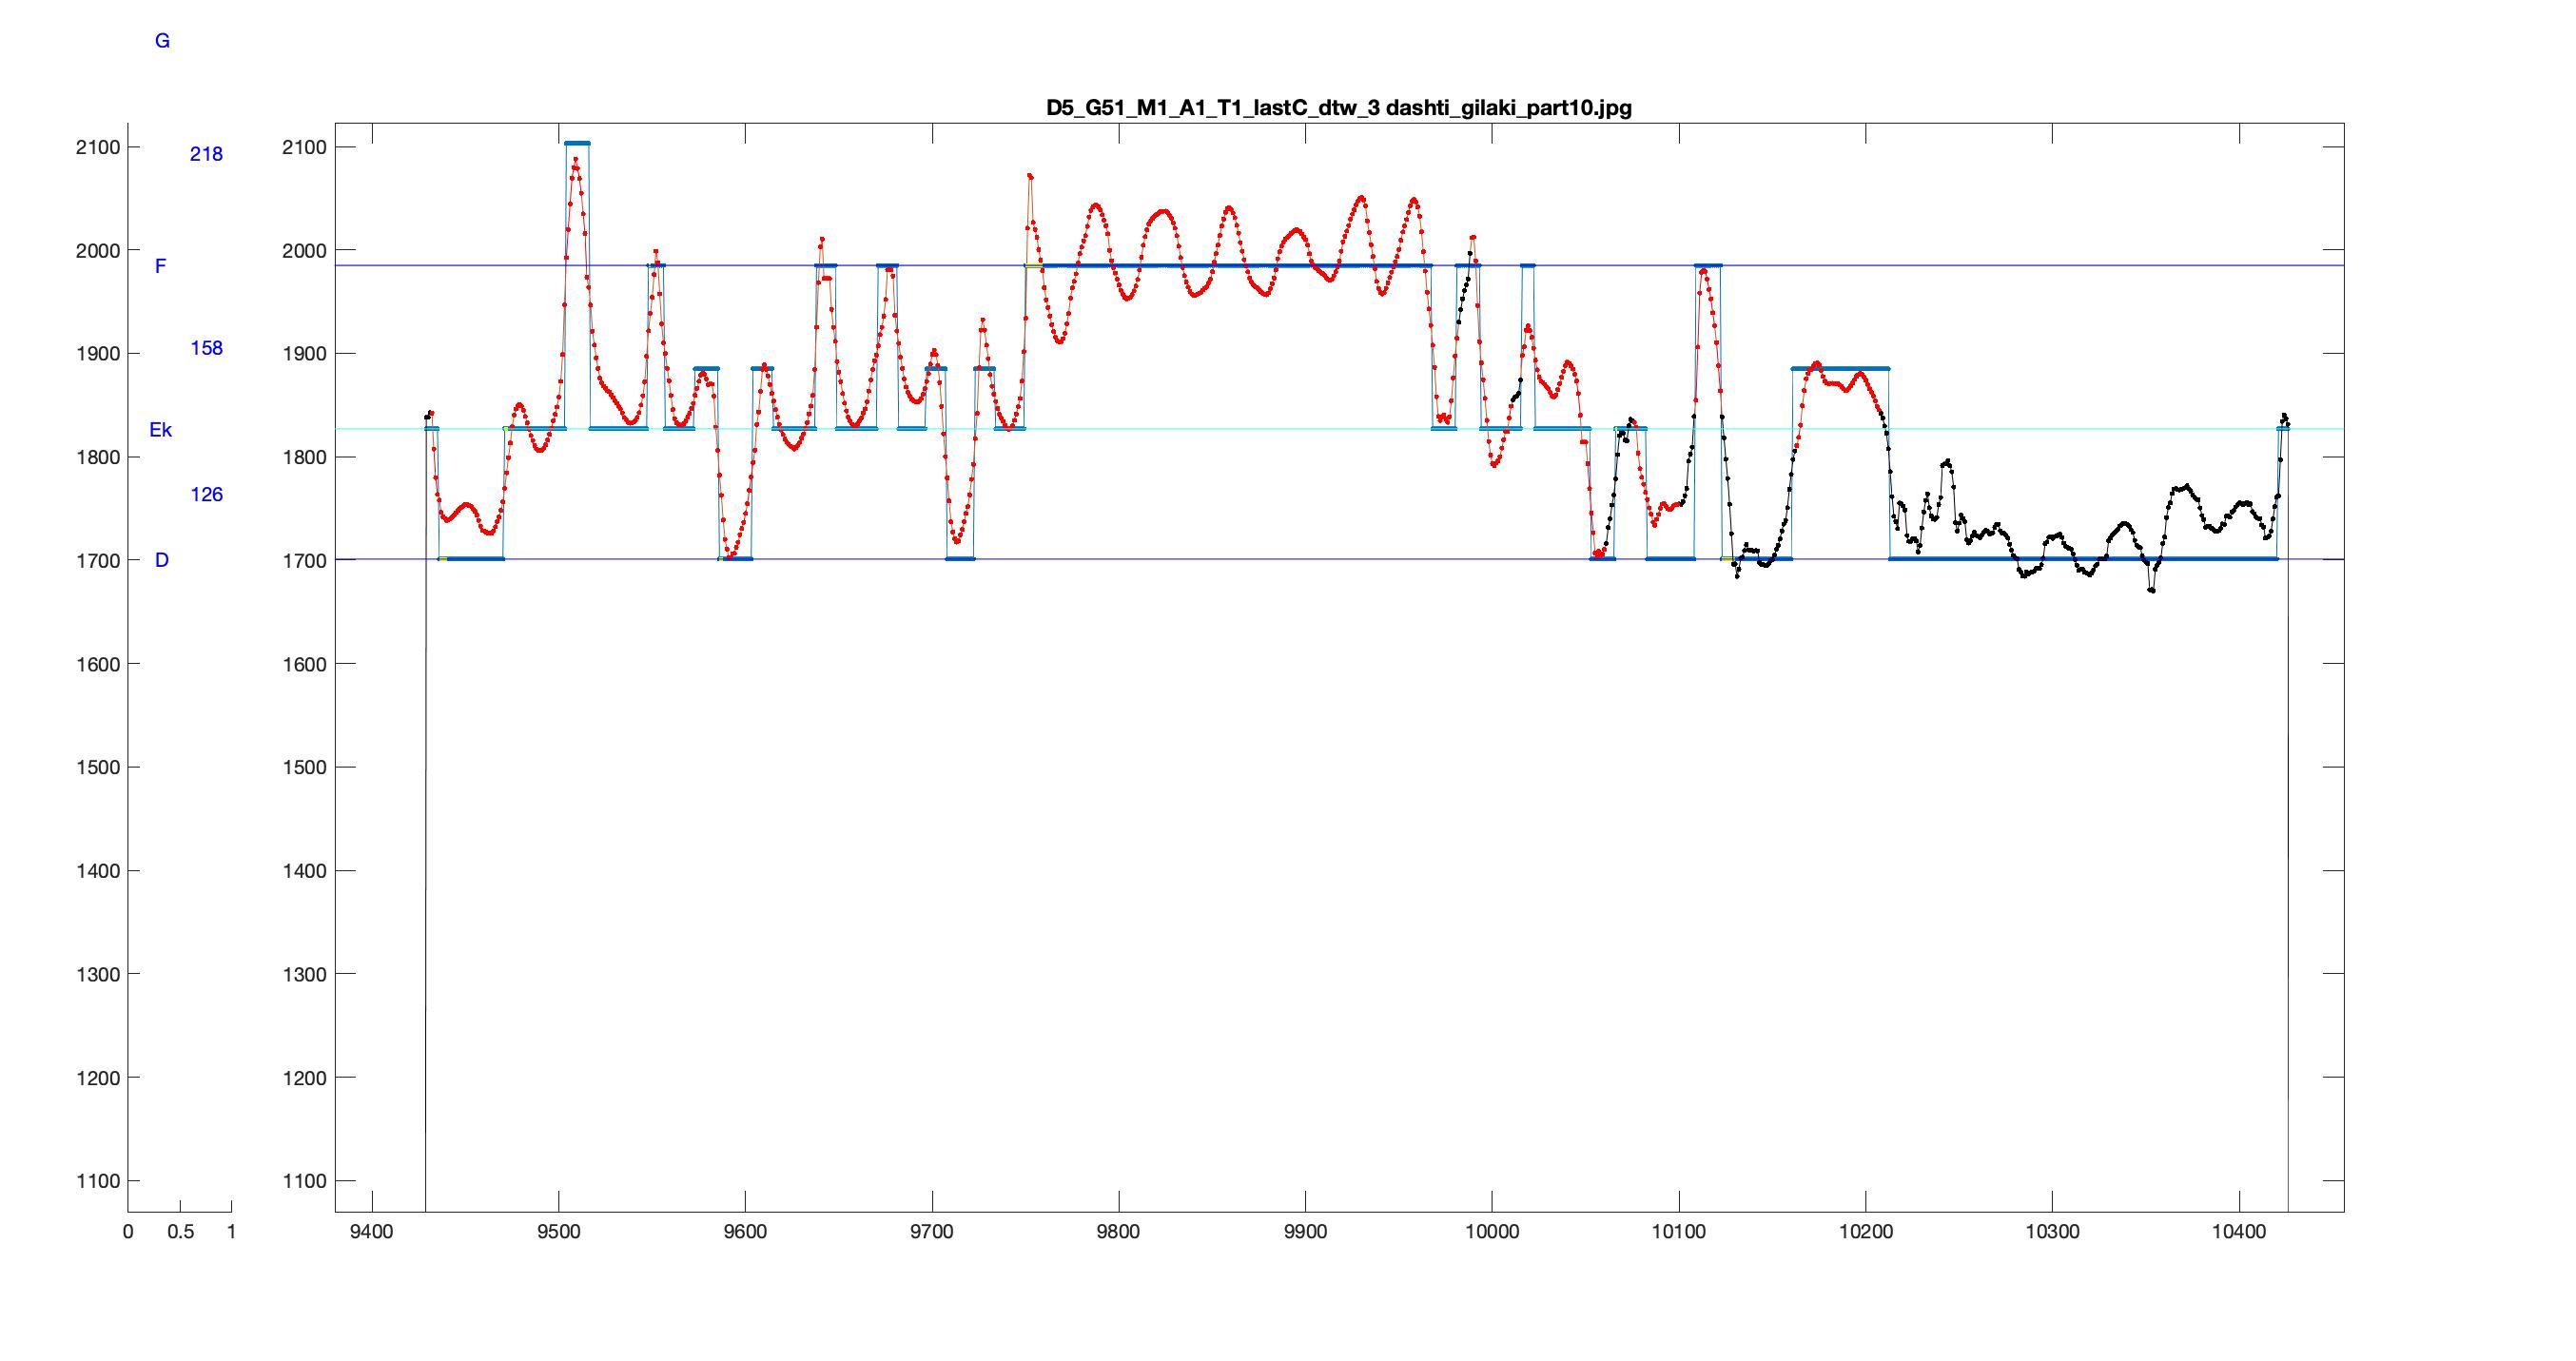 G
D5_G51_M1_A1_T1_lastC_dtw_3 dashti_gilaki_part10.jpg
2100 218 2100
2000 F 2000
1900 158 1900
1800 Ek 1800
1700 126 1700
D
1600 1600
1500 1500
1400 1400
1300 1300
1200 1200
1100 1100
0 0.5 1 9400 9500 9600 9700 9800 9900 10000 10100 10200 10300 10400